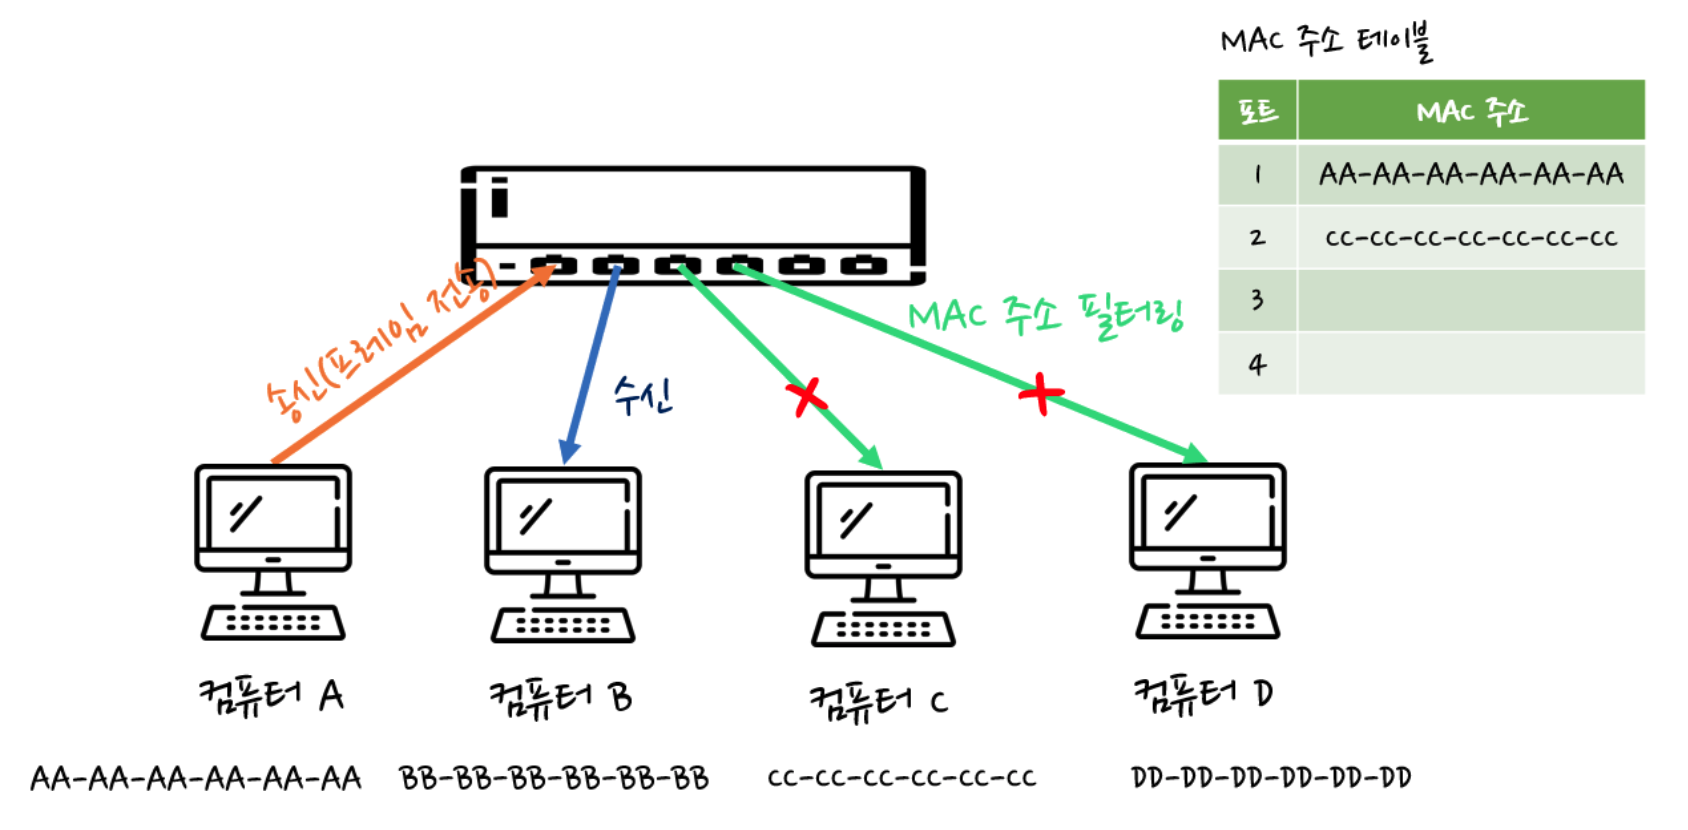 MAC 주소 테이블
포트 MAC 주소
1 AA-AA-AA-AA-AA-AA
2 CC-CC-CC-CC-CC-CC-CC
3
4
송신(프레임 전송)
수신
MAC 주소 필터링
컴퓨터 A
컴퓨터 B
컴퓨터 C
컴퓨터 D
AA-AA-AA-AA-AA-AA
BB-BB-BB-BB-BB-BB
CC-CC-CC-CC-CC-CC
DD-DD-DD-DD-DD-DD